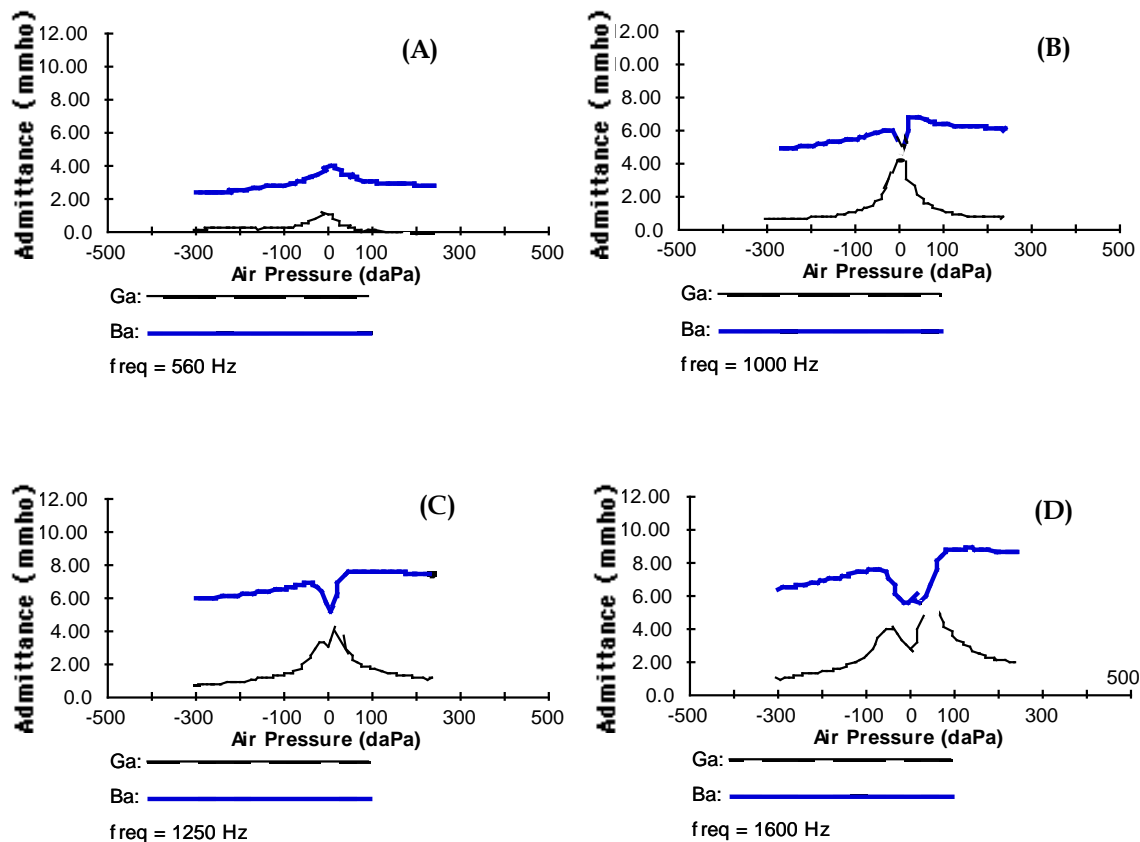 (A)
Admittance (mmho)
12.00
10.00
8.00
6.00
4.00
2.00
0.0
-500 -300 -100 0 100 300 500
Air Pressure (daPa)
Ga:
Ba:
freq = 560 Hz
(B)
Admittance (mmho)
12.00
10.00
8.00
6.00
4.00
2.00
0.0
-500 -300 -100 0 100 300 500
Air Pressure (daPa)
Ga:
Ba:
freq = 1000 Hz
(C)
Admittance (mmho)
12.00
10.00
8.00
6.00
4.00
2.00
0.0
-500 -300 -100 0 100 300 500
Air Pressure (daPa)
Ga:
Ba:
freq = 1250 Hz
(D)
Admittance (mmho)
12.00
10.00
8.00
6.00
4.00
2.00
0.0
500
-500 -300 -100 0 100 300
Air Pressure (daPa)
Ga:
Ba:
freq = 1600 Hz